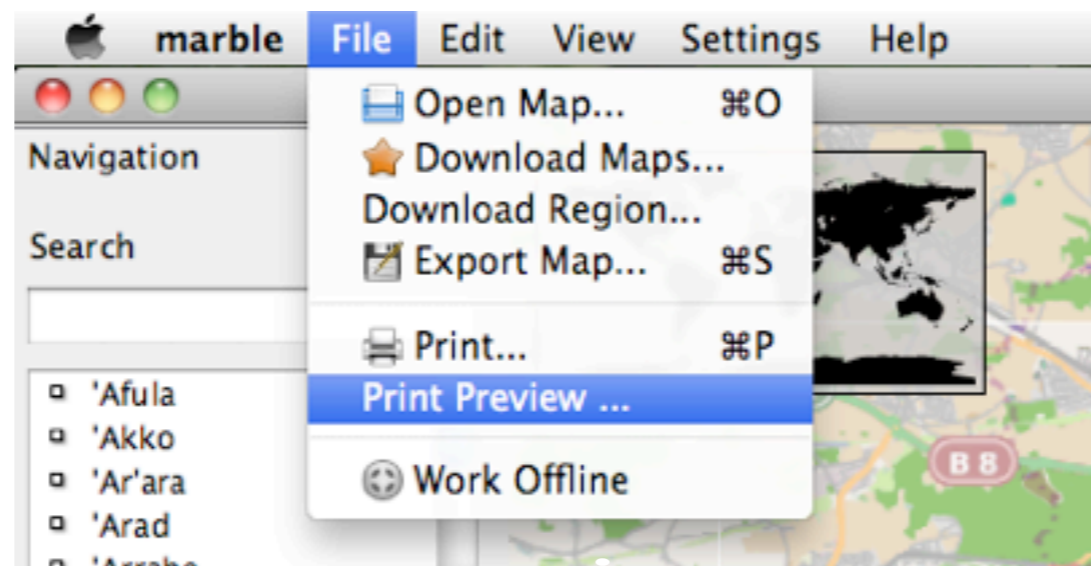 marble File Edit View Settings Help
Open Map... ⌘O
Download Maps...
Download Region...
Export Map... ⌘S
Print... ⌘P
Print Preview ...
Work Offline
Navigation
Search
'Afula
'Akko
'Ar'ara
'Arad
B 8